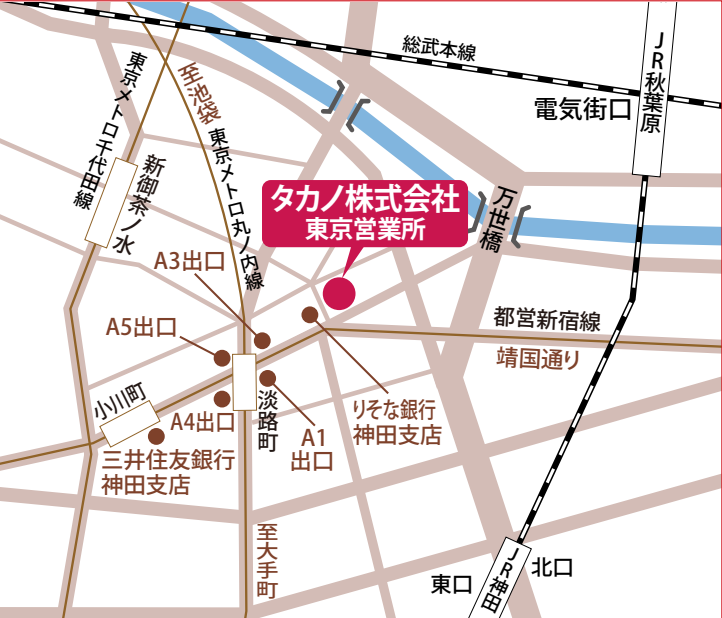 総武本線
JR秋葉原
電気街口
東京メトロ千代田線
至池袋
東京メトロ丸ノ内線
新御茶ノ水
タカノ株式会社
東京営業所
万世橋
A3出口
A5出口
都営新宿線
靖国通り
小川町
A4出口
淡路町
A1
出口
りそな銀行
神田支店
三井住友銀行
神田支店
至大手町
JR神田
北口
東口